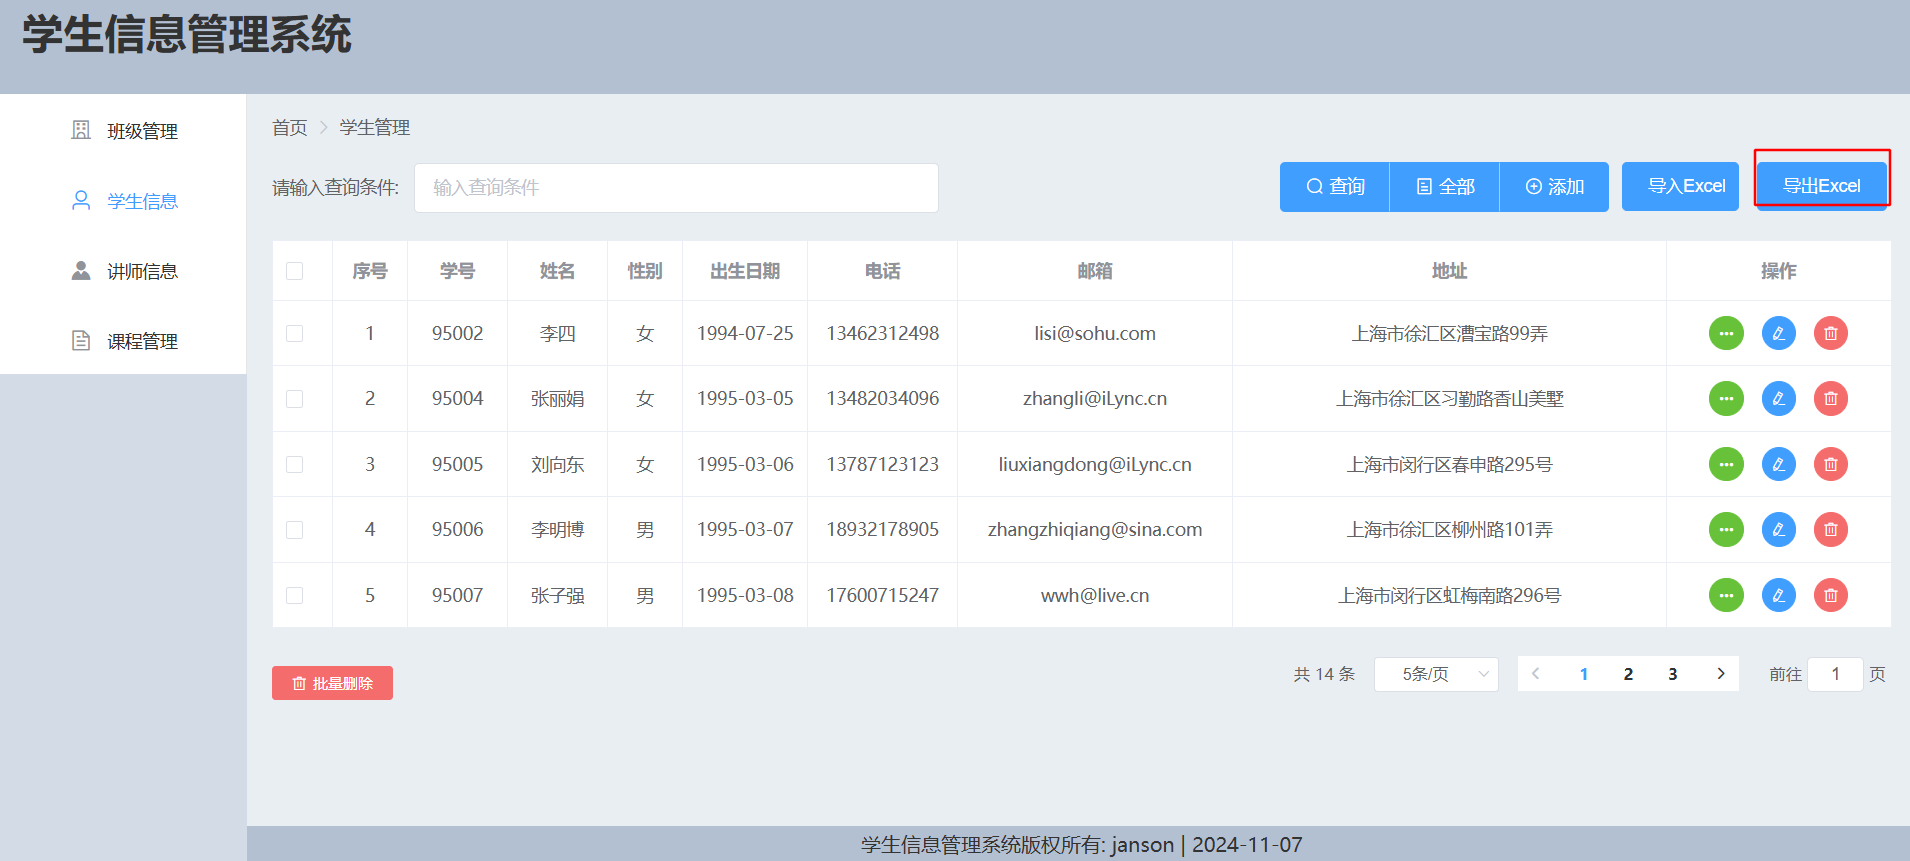 学生信息管理系统
班级管理
学生信息
讲师信息
课程管理
首页 > 学生管理
请输入查询条件: 输入查询条件 查询 全部 添加 导入Excel 导出Excel
序号 学号 姓名 性别 出生日期 电话 邮箱 地址 操作
1 95002 李四 女 1994-07-25 13462312498 lisi@sohu.com 上海市徐汇区漕宝路99弄
2 95004 张丽娟 女 1995-03-05 13482034096 zhangli@iLync.cn 上海市徐汇区习勤路香山美墅
3 95005 刘向东 女 1995-03-06 13787123123 liuxiangdong@iLync.cn 上海市闵行区春申路295号
4 95006 李明博 男 1995-03-07 18932178905 zhangzhiqiang@sina.com 上海市徐汇区柳州路101弄
5 95007 张子强 男 1995-03-08 17600715247 wwh@live.cn 上海市闵行区虹梅南路296号
批量删除 共 14 条 5条/页 1 2 3 前往 1 页
学生信息管理系统版权所有: janson | 2024-11-07